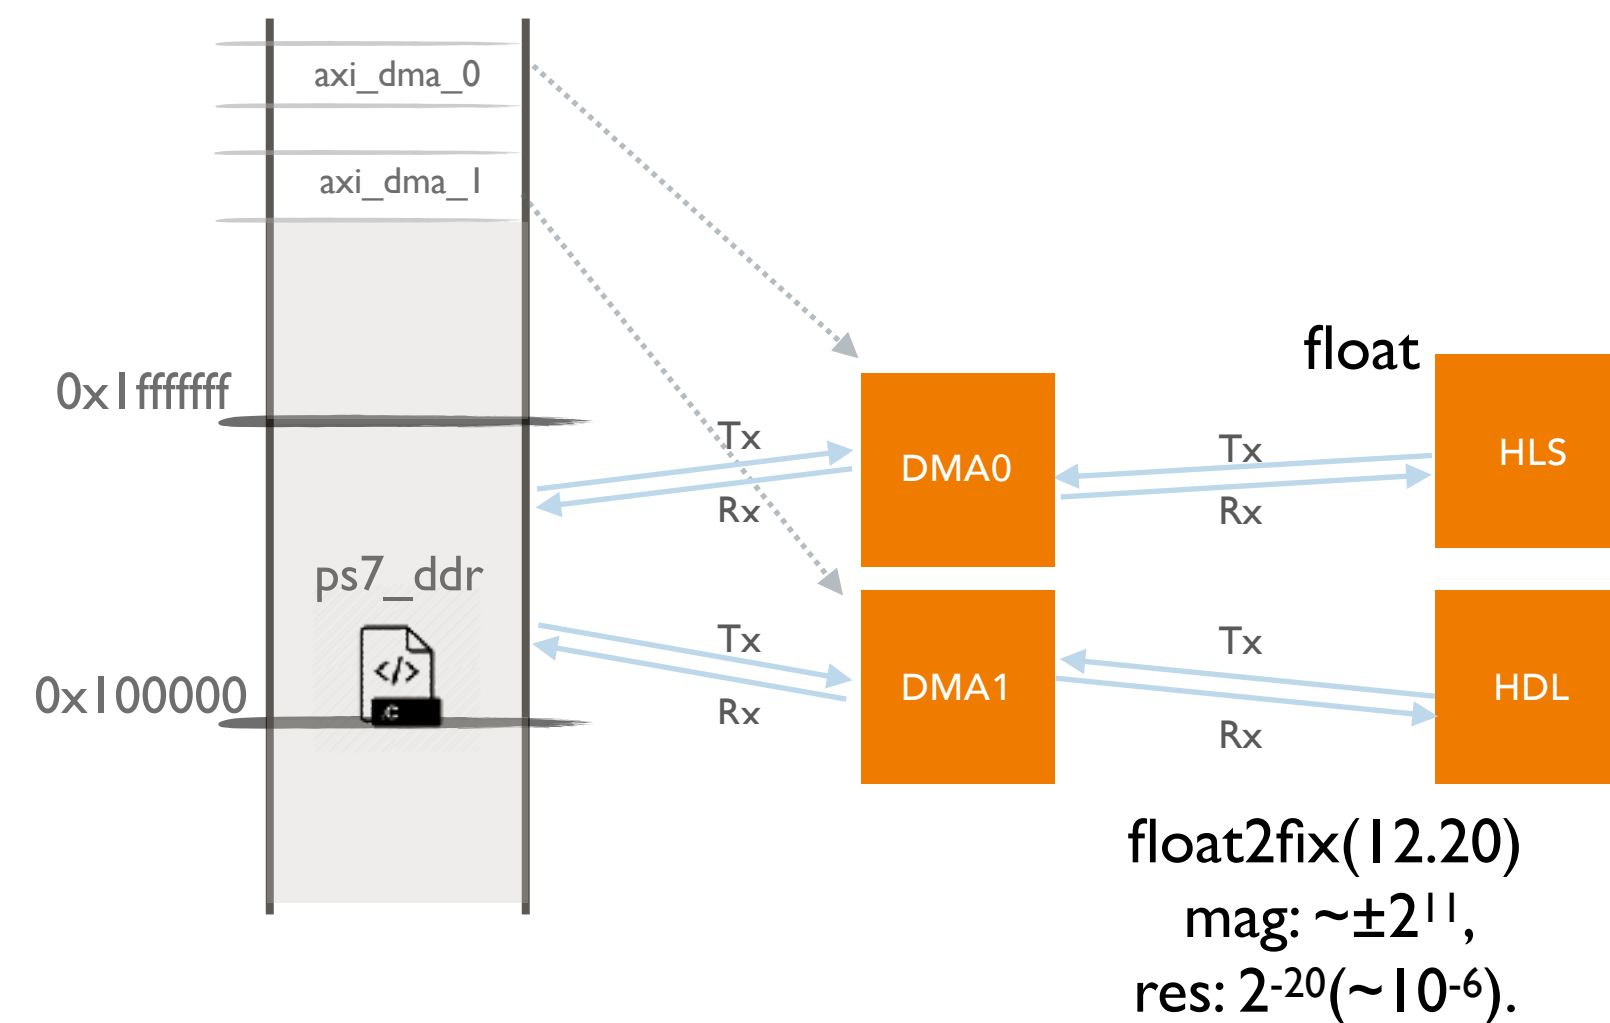 axi_dma_0
axi_dma_1
float
0x1fffffff
Tx
Rx
DMA0
Tx
Rx
HLS
ps7_ddr
</>
.C
0x100000
Tx
Rx
DMA1
Tx
Rx
HDL
float2fix(12.20)
mag: ~±2¹¹,
res: 2⁻²⁰(~10⁻⁶).